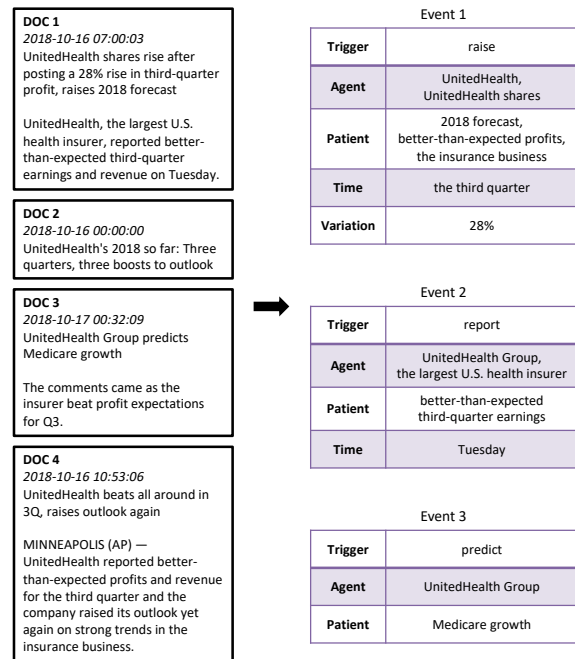 DOC 1
2018-10-16 07:00:03
UnitedHealth shares rise after
posting a 28% rise in third-quarter
profit, raises 2018 forecast
UnitedHealth, the largest U.S.
health insurer, reported better-
than-expected third-quarter
earnings and revenue on Tuesday.
DOC 2
2018-10-16 00:00:00
UnitedHealth's 2018 so far: Three
quarters, three boosts to outlook
DOC 3
2018-10-17 00:32:09
UnitedHealth Group predicts
Medicare growth
The comments came as the
insurer beat profit expectations
for Q3.
DOC 4
2018-10-16 10:53:06
UnitedHealth beats all around in
3Q, raises outlook again
MINNEAPOLIS (AP) —
UnitedHealth reported better-
than-expected profits and revenue
for the third quarter and the
company raised its outlook yet
again on strong trends in the
insurance business.
Event 1
Trigger raise
Agent UnitedHealth,
UnitedHealth shares
Patient 2018 forecast,
better-than-expected profits,
the insurance business
Time the third quarter
Variation 28%
Event 2
Trigger report
Agent UnitedHealth Group,
the largest U.S. health insurer
Patient better-than-expected
third-quarter earnings
Time Tuesday
Event 3
Trigger predict
Agent UnitedHealth Group
Patient Medicare growth